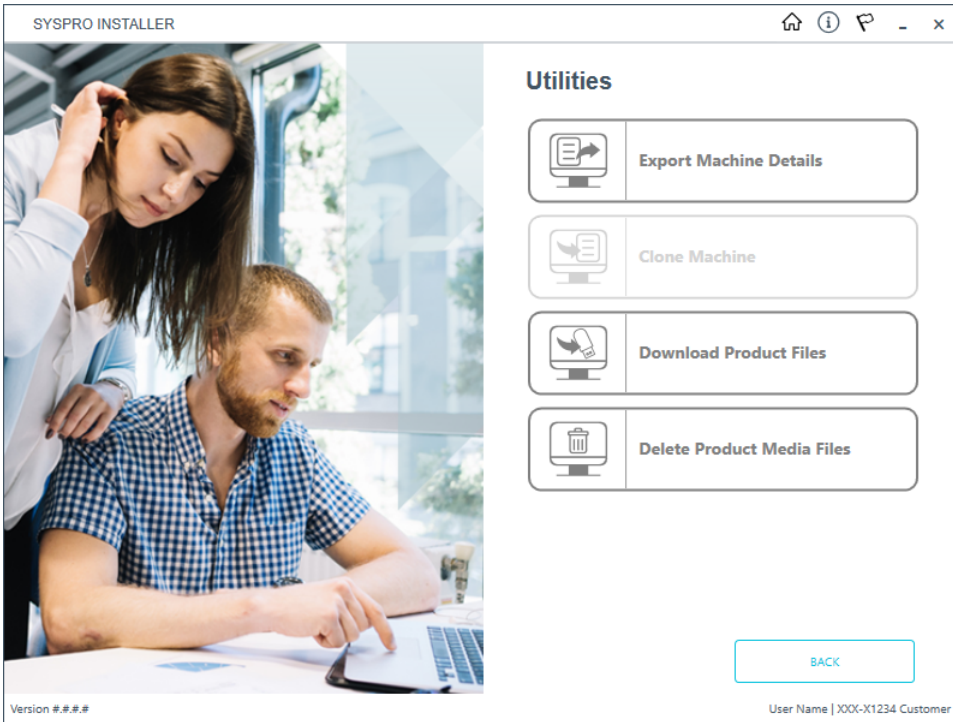 SYSPRO INSTALLER
Utilities
Export Machine Details
Clone Machine
Download Product Files
Delete Product Media Files
BACK
Version #.#.#.#
User Name | XXX-X1234 Customer